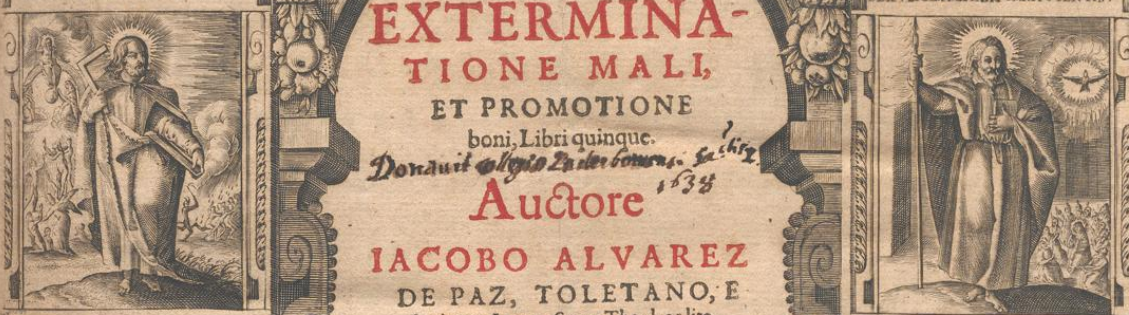 EXTERMINA-
TIONE MALI,
ET PROMOTIONE
boni, Libri quinque.
Donauit
1638
Auctore
IACOBO ALVAREZ
DE PAZ, TOLETANO, E